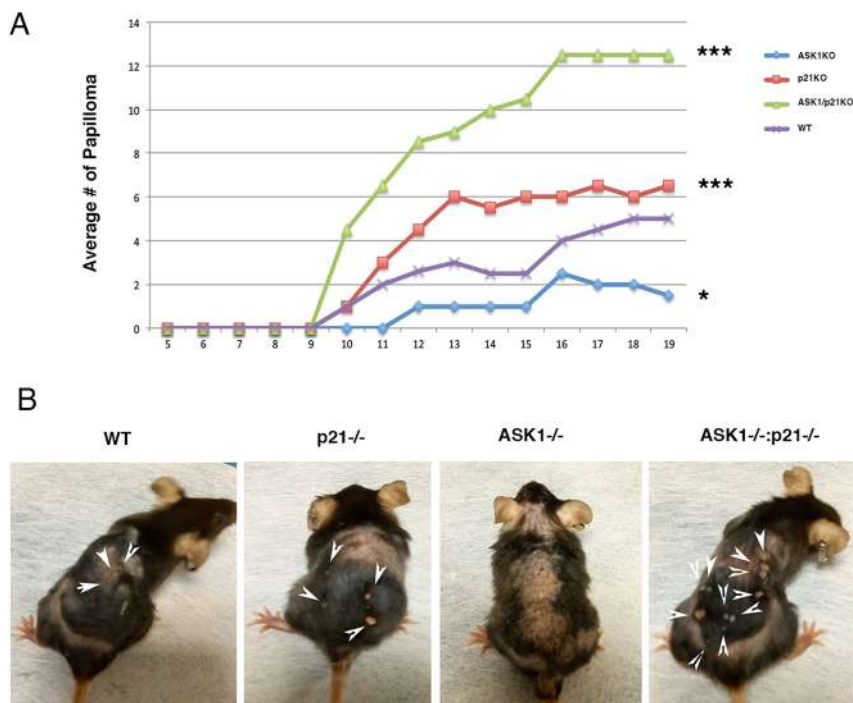 A
14
12
10
8
6
4
2
0
Average # of Papilloma
5 6 7 8 9 10 11 12 13 14 15 16 17 18 19
***
***
*
ASK1KO
p21KO
ASK1/p21KO
WT
B
WT p21-/- ASK1-/- ASK1-/-:p21-/-